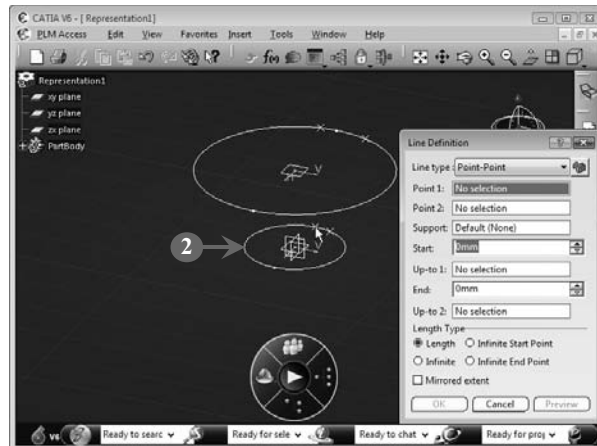 CATIA V6 - [ Representation1]
PLM Access Edit View Favorites Insert Tools Window Help
f(x)
Representation1
xy plane
yz plane
zx plane
PartBody
y
y
2
Line Definition
Line type : Point-Point
Point 1: No selection
Point 2: No selection
Support: Default (None)
Start: 0mm
Up-to 1: No selection
End: 0mm
Up-to 2: No selection
Length Type
Length Infinite Start Point
Infinite Infinite End Point
Mirrored extent
OK Cancel Preview
V6 Ready to searc Ready for sele Ready to chat Ready for proj